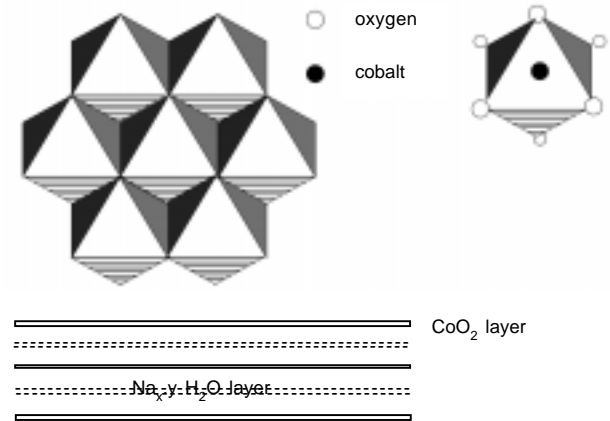 oxygen
cobalt
CoO₂ layer
Naₓ y H₂O layer